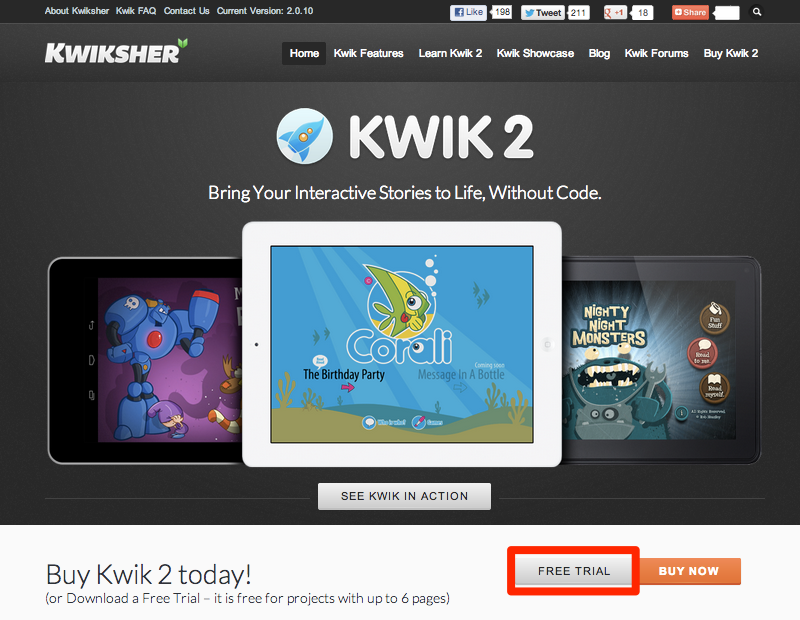 About Kwiksher Kwik FAQ Contact Us Current Version: 2.0.10
Like 198 Tweet 211 +1 18 Share
KWIKSHER
Home Kwik Features Learn Kwik 2 Kwik Showcase Blog Kwik Forums Buy Kwik 2
KWIK 2
Bring Your Interactive Stories to Life, Without Code.
Corali
The Birthday Party
Coming soon
Message In A Bottle
Who is who?
Games
NIGHTY
NIGHT
MONSTERS
Fun
Stuff
Read
to me
Read
myself
SEE KWIK IN ACTION
Buy Kwik 2 today!
(or Download a Free Trial – it is free for projects with up to 6 pages)
FREE TRIAL
BUY NOW